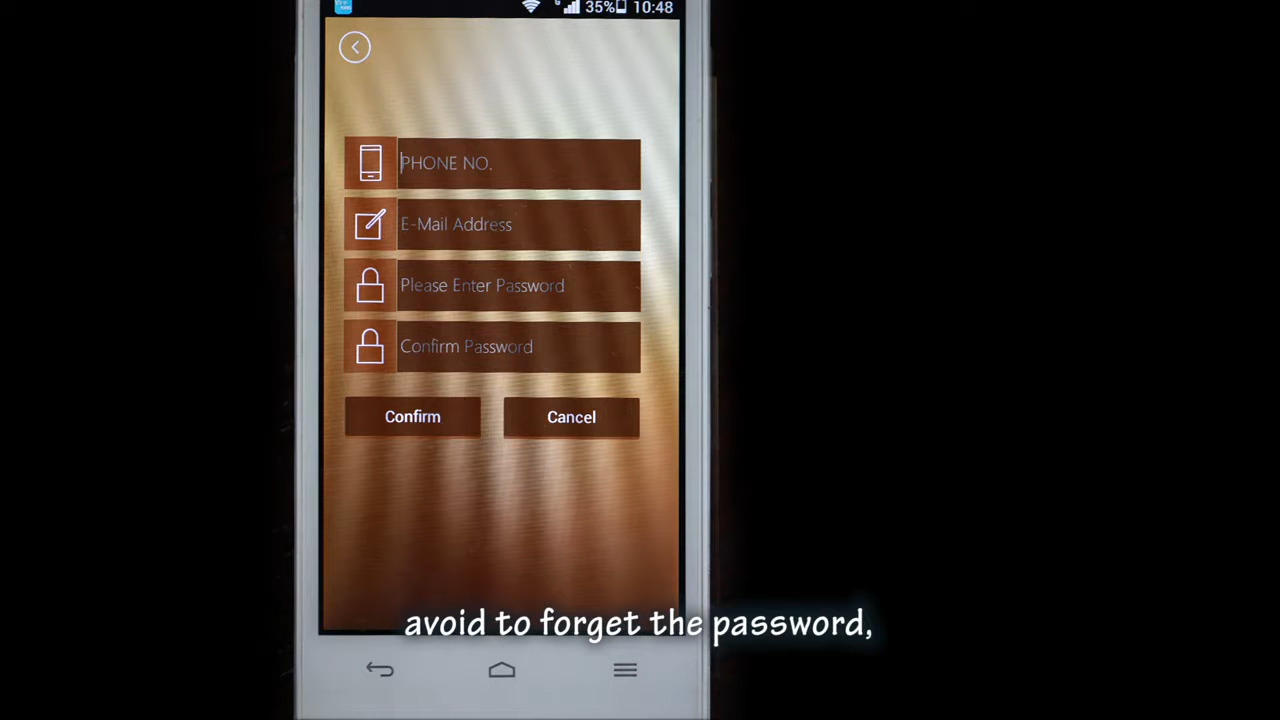 35% 10:48
PHONE NO.
E-Mail Address
Please Enter Password
Confirm Password
Confirm Cancel
avoid to forget the password,